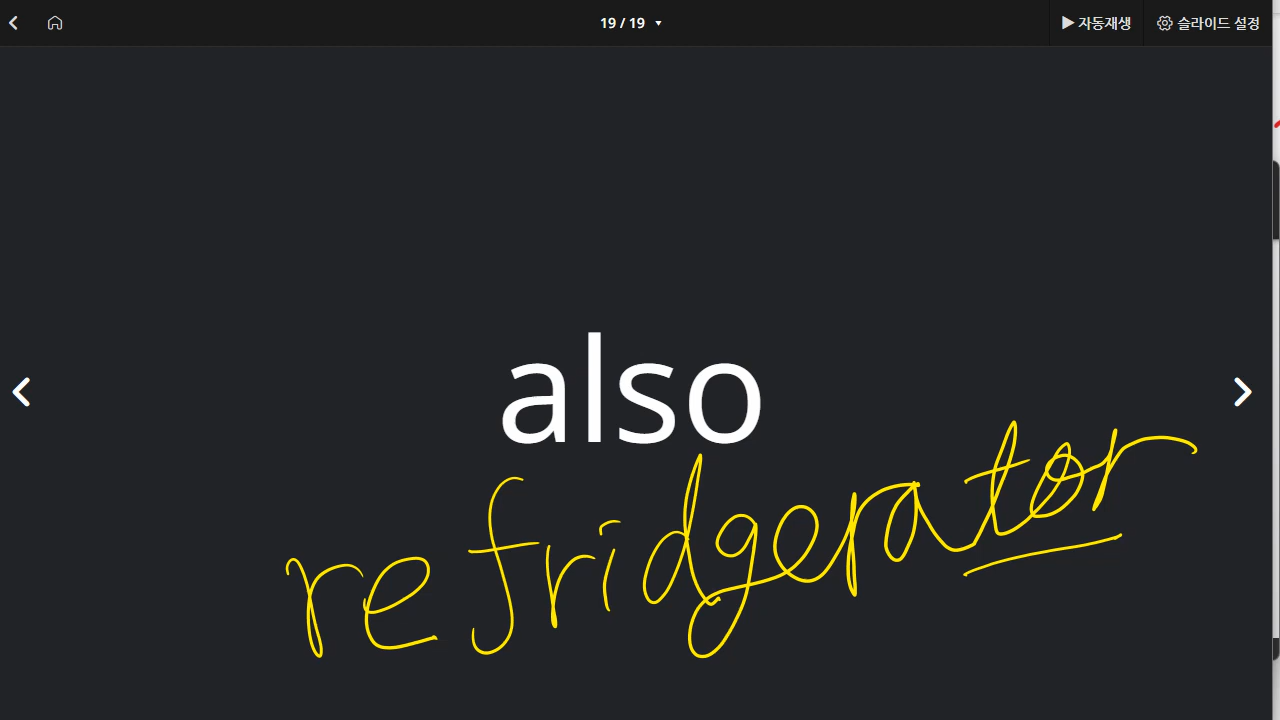 19 / 19
자동재생
슬라이드 설정
also
refridgerator